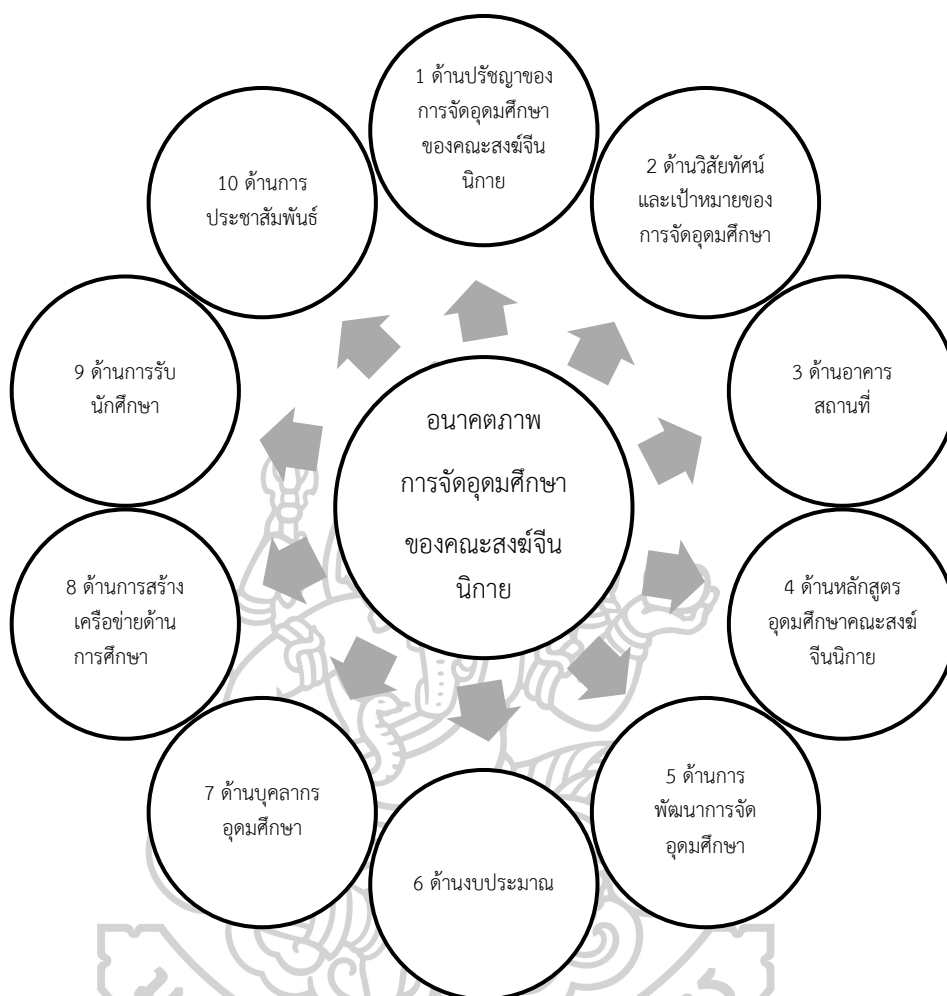 1 ด้านปรัชญาของ
การจัดอุดมศึกษา
ของคณะสงฆ์จีน
นิกาย
2 ด้านวิสัยทัศน์
และเป้าหมายของ
การจัดอุดมศึกษา
3 ด้านอาคาร
สถานที่
4 ด้านหลักสูตร
อุดมศึกษาคณะสงฆ์
จีนนิกาย
5 ด้านการ
พัฒนาการจัด
อุดมศึกษา
6 ด้านงบประมาณ
7 ด้านบุคลากร
อุดมศึกษา
8 ด้านการสร้าง
เครือข่ายด้าน
การศึกษา
9 ด้านการรับ
นักศึกษา
10 ด้านการ
ประชาสัมพันธ์
อนาคตภาพ
การจัดอุดมศึกษา
ของคณะสงฆ์จีน
นิกาย